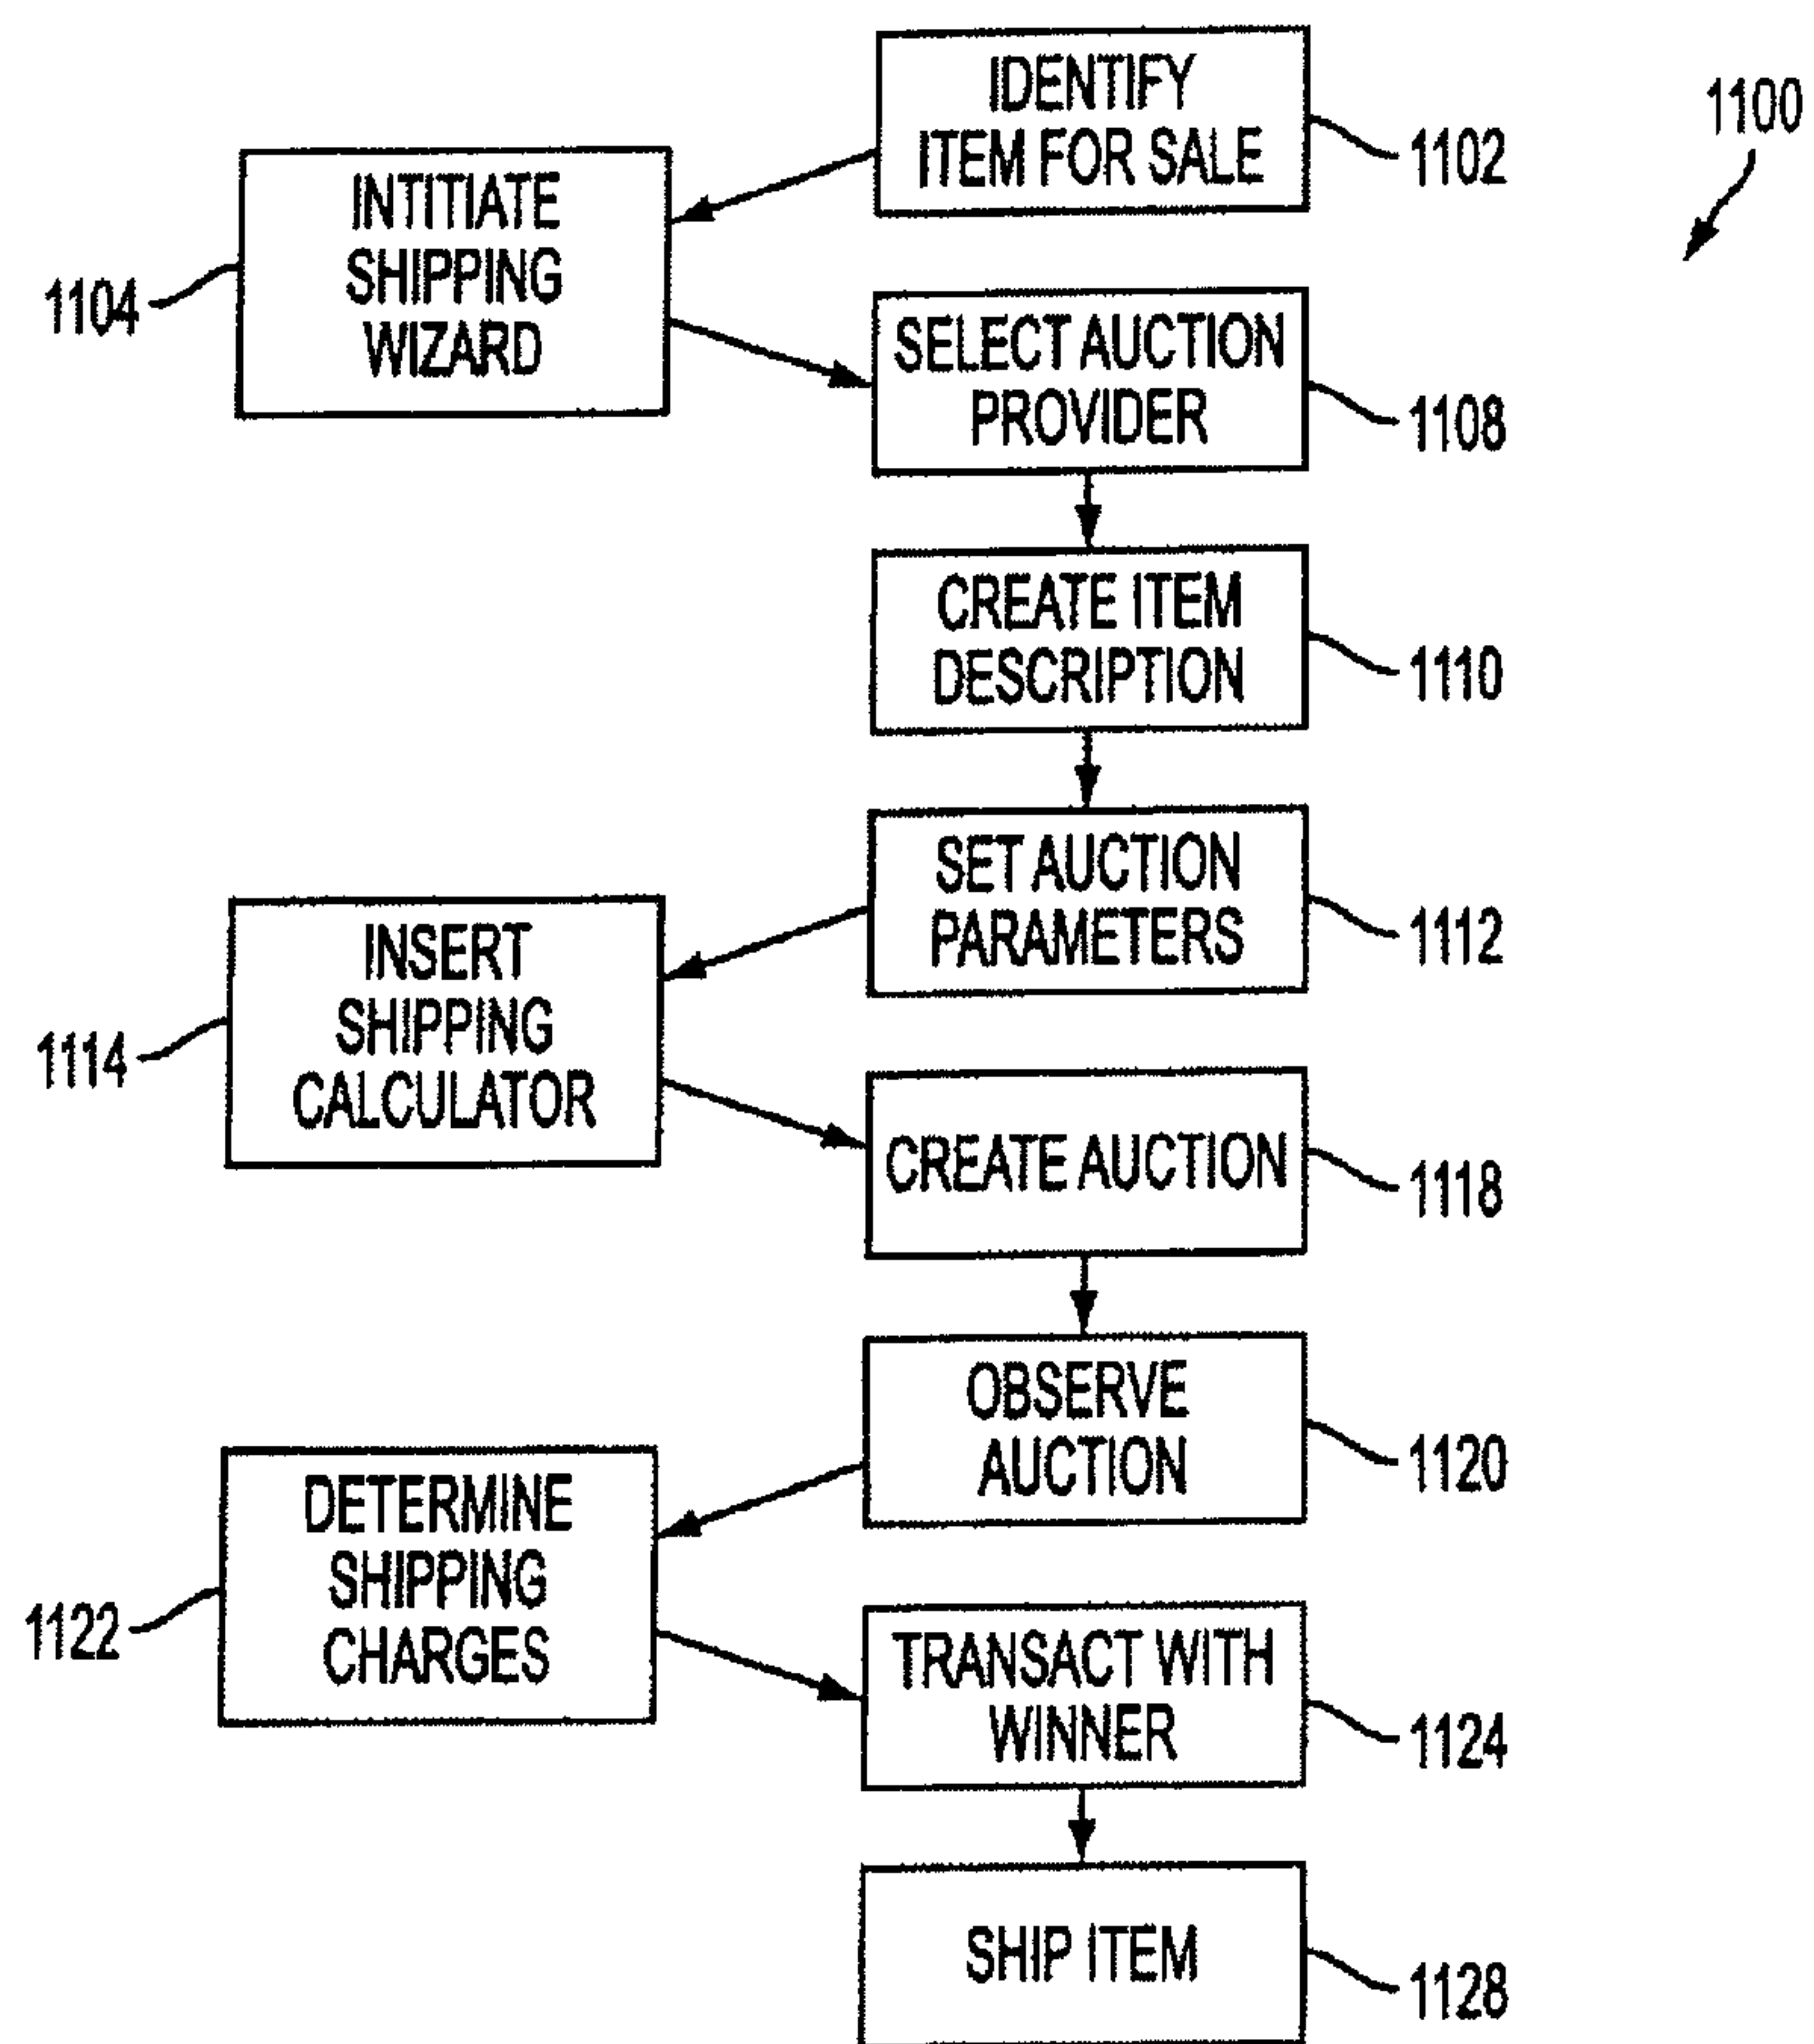 IDENTIFY
ITEM FOR SALE
1102
1100
INTITIATE
SHIPPING
WIZARD
1104
SELECT AUCTION
PROVIDER
1108
CREATE ITEM
DESCRIPTION
1110
SET AUCTION
PARAMETERS
1112
INSERT
SHIPPING
CALCULATOR
1114
CREATE AUCTION
1118
OBSERVE
AUCTION
1120
DETERMINE
SHIPPING
CHARGES
1122
TRANSACT WITH
WINNER
1124
SHIP ITEM
1128